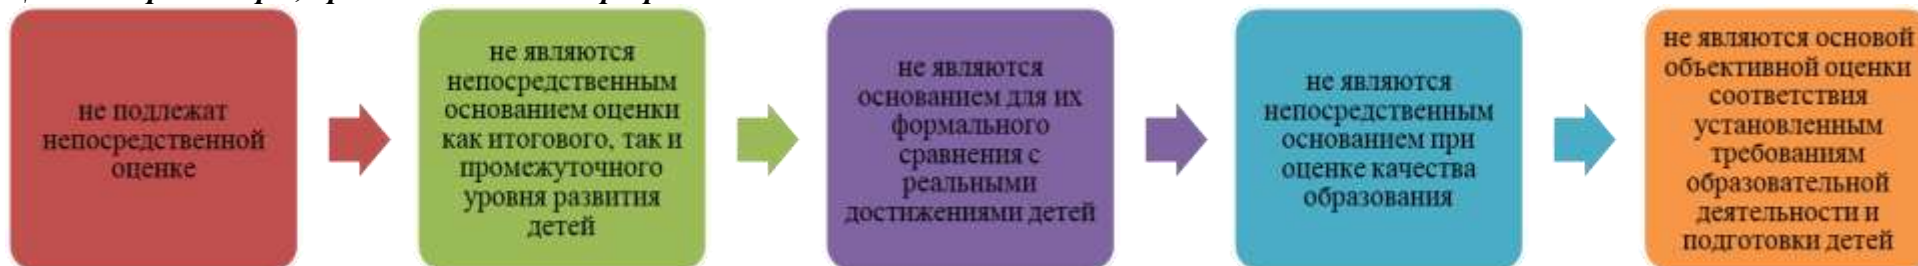 не подлежат
непосредственной
оценке
не являются
непосредственным
основанием оценки
как итогового, так и
промежуточного
уровня развития
детей
не являются
основанием для их
формального
сравнения с
реальными
достижениями детей
не являются
непосредственным
основанием при
оценке качества
образования
не являются основой
объективной оценки
соответствия
установленным
требованиям
образовательной
деятельности и
подготовки детей